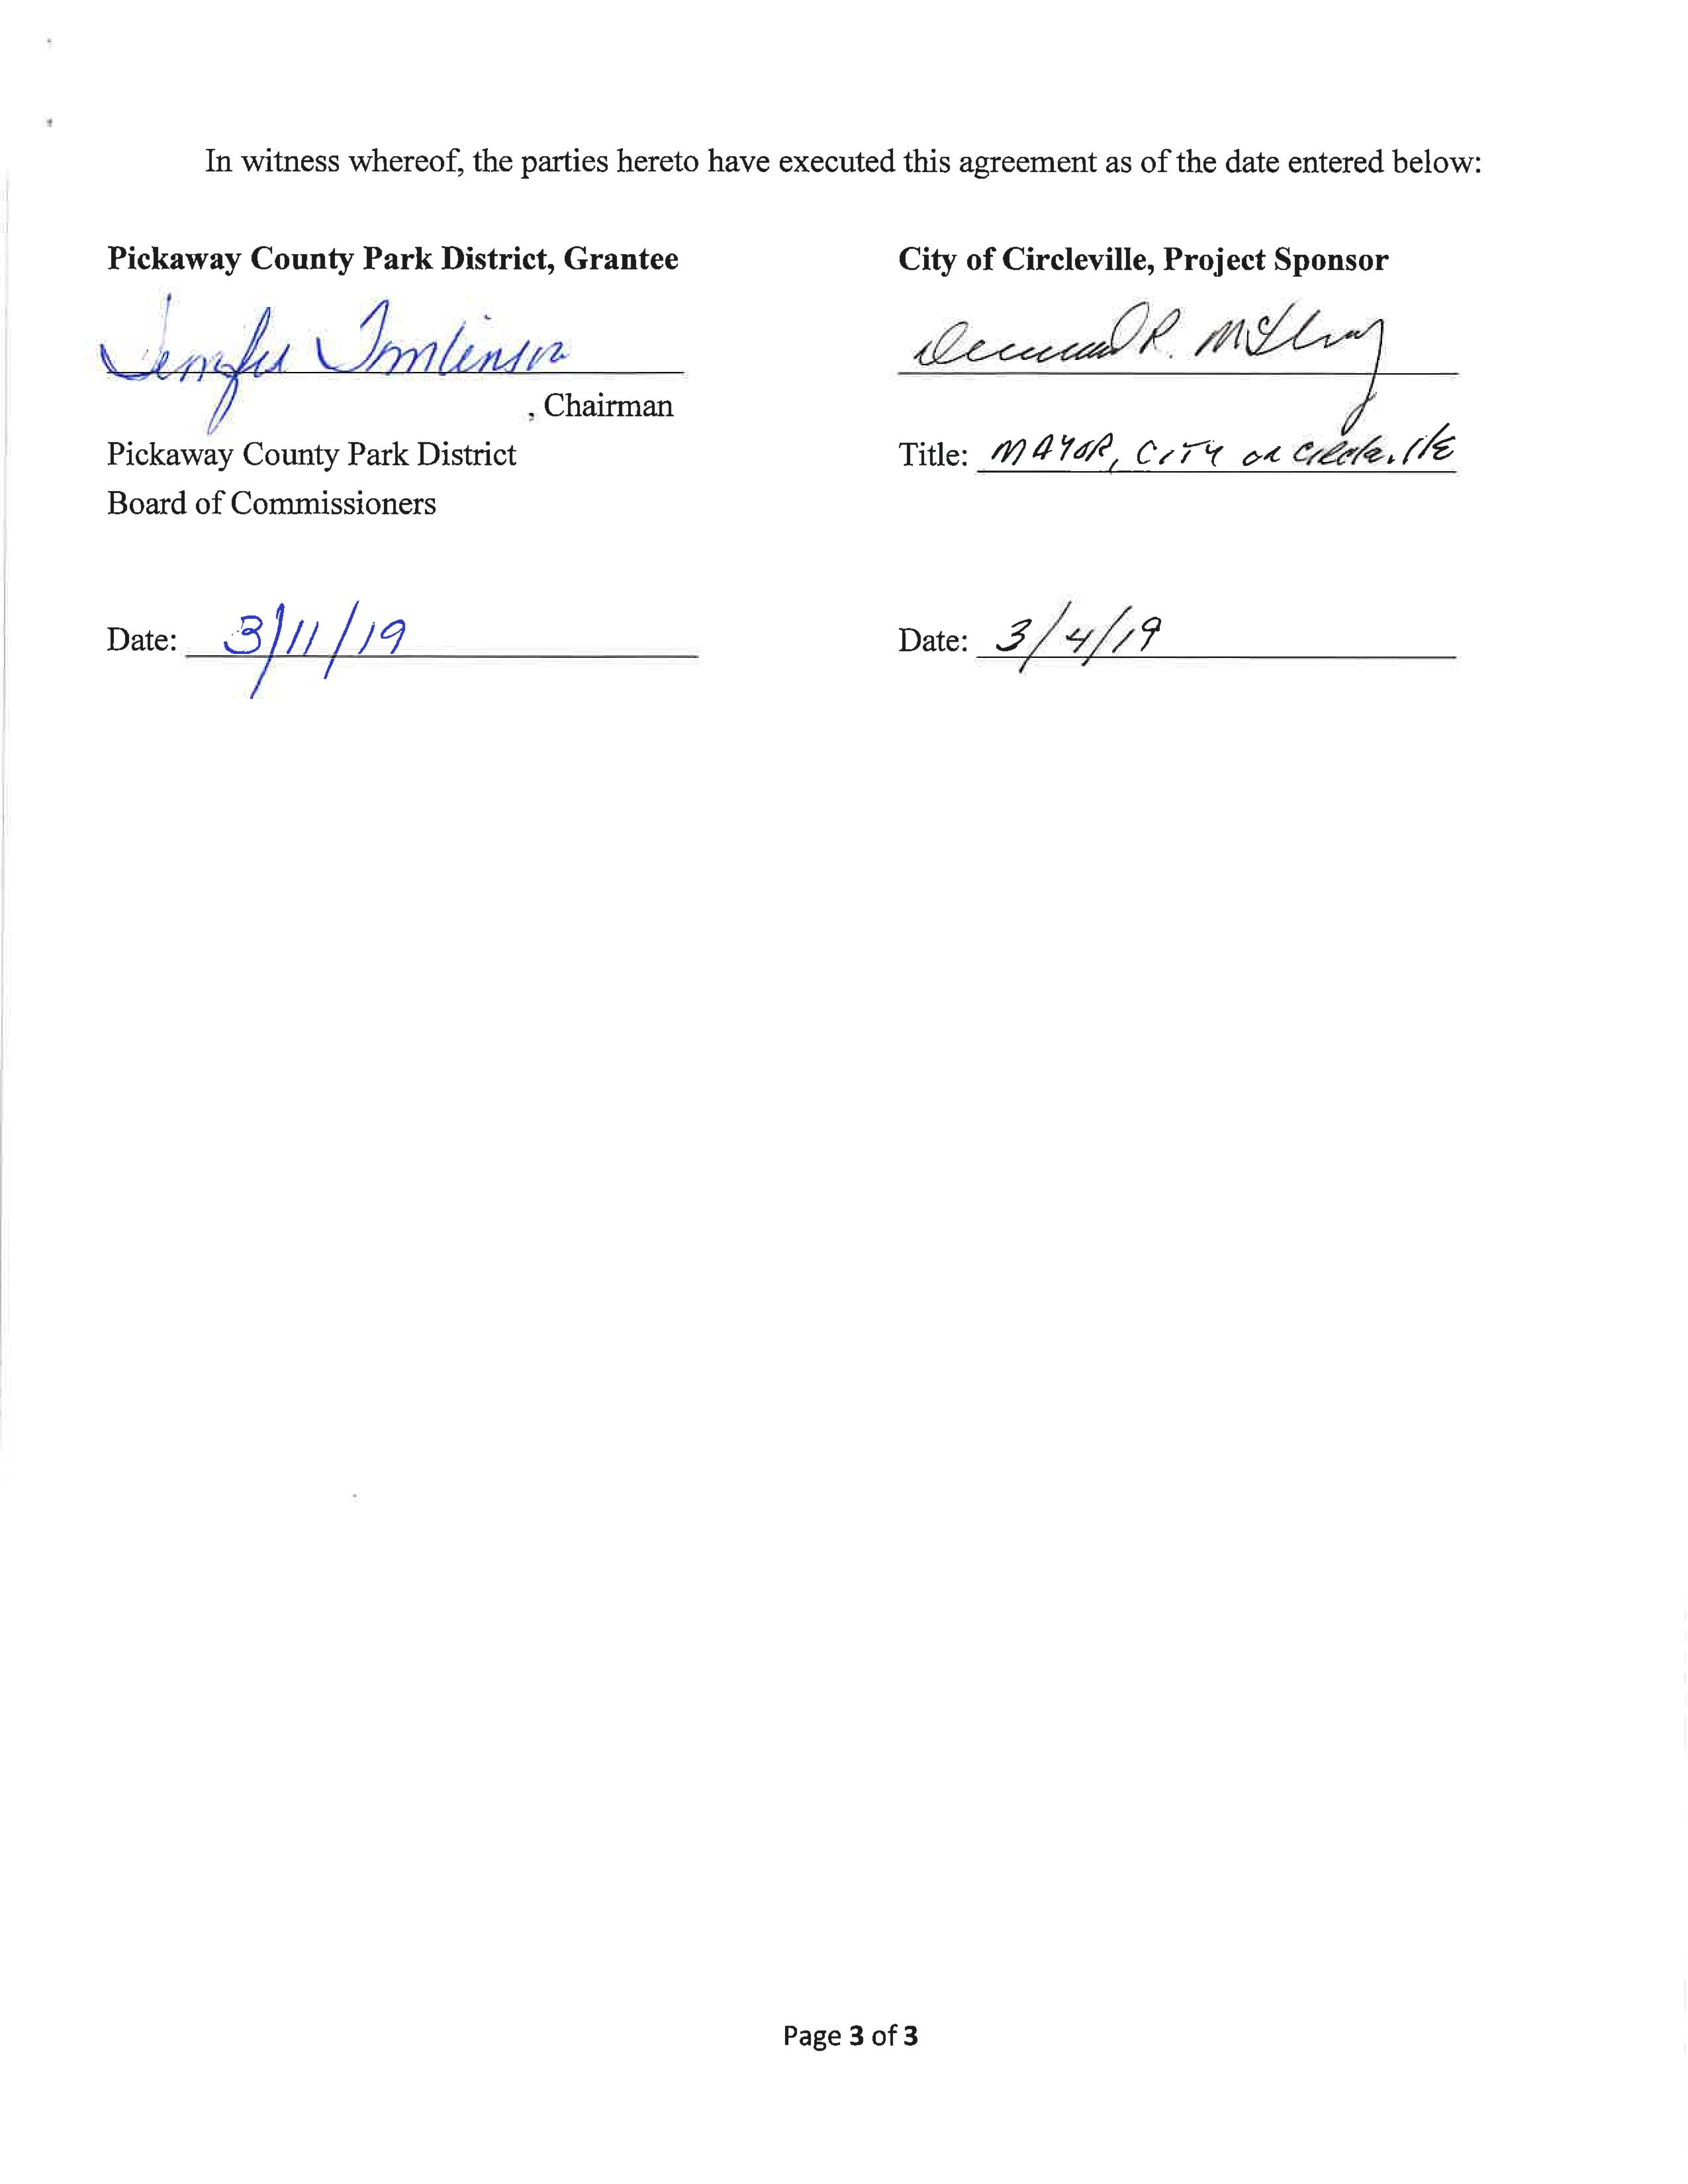 In witness whereof, the parties hereto have executed this agreement as of the date entered below:
Pickaway County Park District, Grantee
Jennifer Tomlinson
, Chairman
Pickaway County Park District
Board of Commissioners
Date: 3/11/19
City of Circleville, Project Sponsor
R.
Title: MAYOR, CITY OF Circleville
Date: 3/4/19
Page 3 of 3